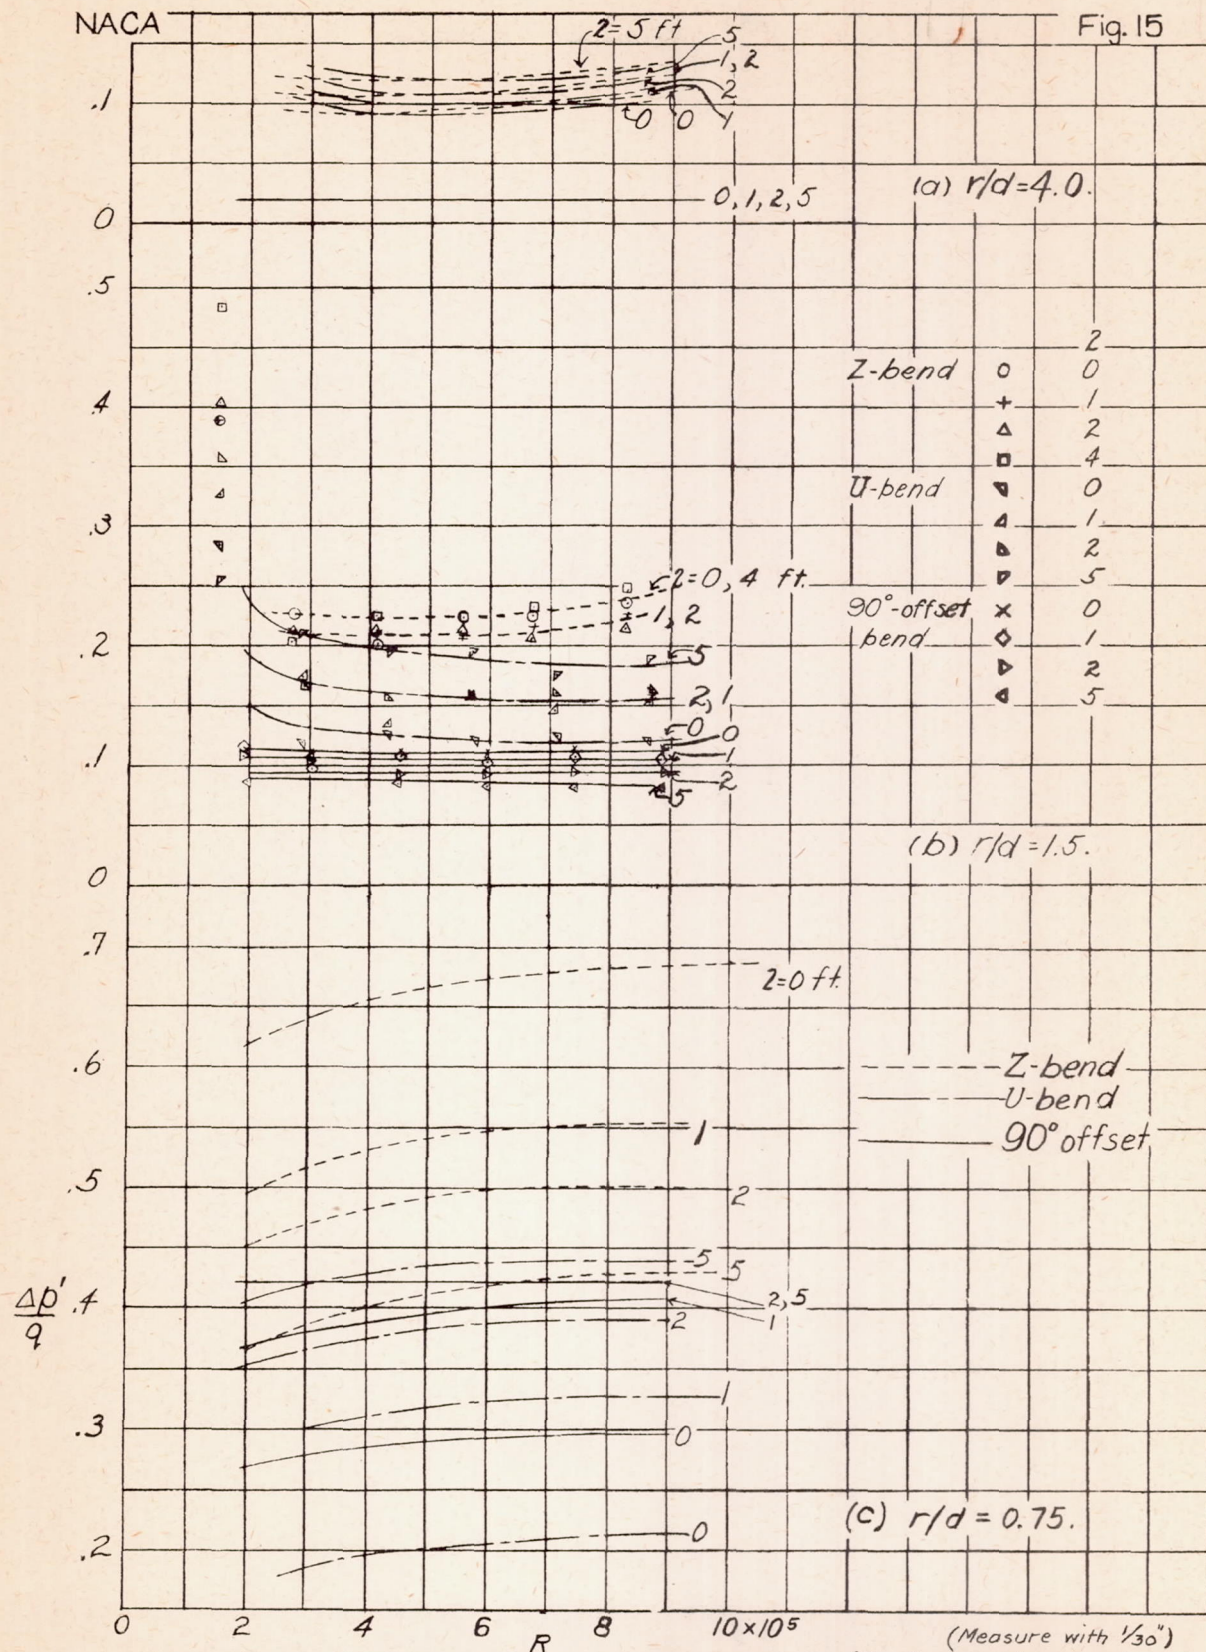 NACA
Fig. 15
2=5 ft
5
1, 2
2
1
0
0
.1
0, 1, 2, 5
(a) r/d=4.0.
0
.5
2
Z-bend o 0
+ 1
△ 2
□ 4
U-bend 0
1
2
5
90°-offset x 0
bend ◇ 1
2
5
.4
.3
2=0, 4 ft.
1, 2
5
.2
2, 1
0
0
1
2
5
.1
(b) r/d=1.5.
0
.7
2=0 ft.
.6
Z-bend
U-bend
90° offset
1
.5
2
5
5
2, 5
1
2
Δp'/q
.4
1
.3
0
(c) r/d = 0.75.
0
.2
0 2 4 6 8 10×10⁵
R
(Measure with 1/30")